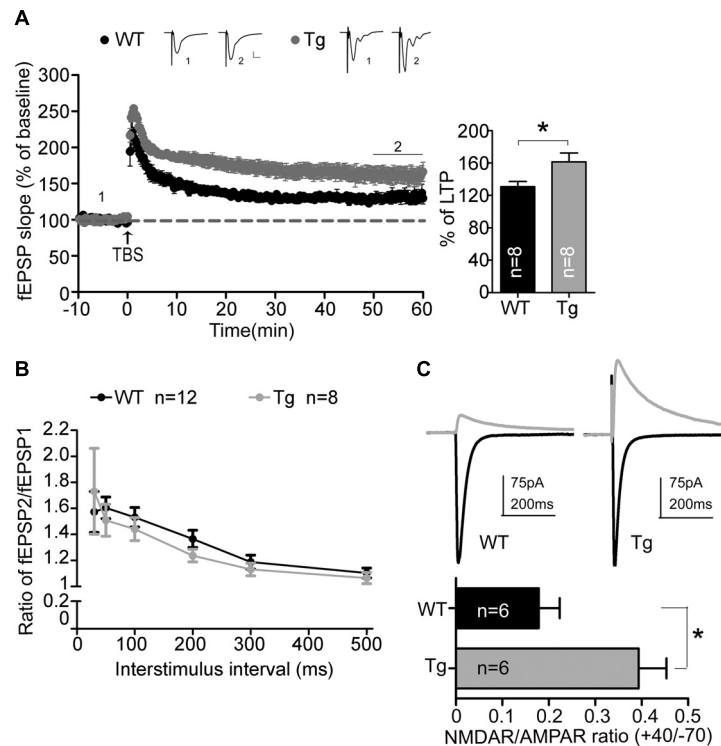 A
WT
1
2
Tg
1
2
fEPSP slope (% of baseline)
300
250
200
150
100
50
0
1
2
TBS
-10
0
10
20
30
40
50
60
Time(min)
% of LTP
160
120
80
40
0
*
n=8
n=8
WT
Tg
B
WT n=12
Tg n=8
Ratio of fEPSP2/fEPSP1
2.2
2.0
1.8
1.6
1.4
1.2
1
0.2
0
0
100
200
300
400
500
Interstimulus interval (ms)
C
75pA
200ms
WT
75pA
200ms
Tg
WT
n=6
Tg
n=6
*
0
0.1
0.2
0.3
0.4
0.5
NMDAR/AMPAR ratio (+40/-70)